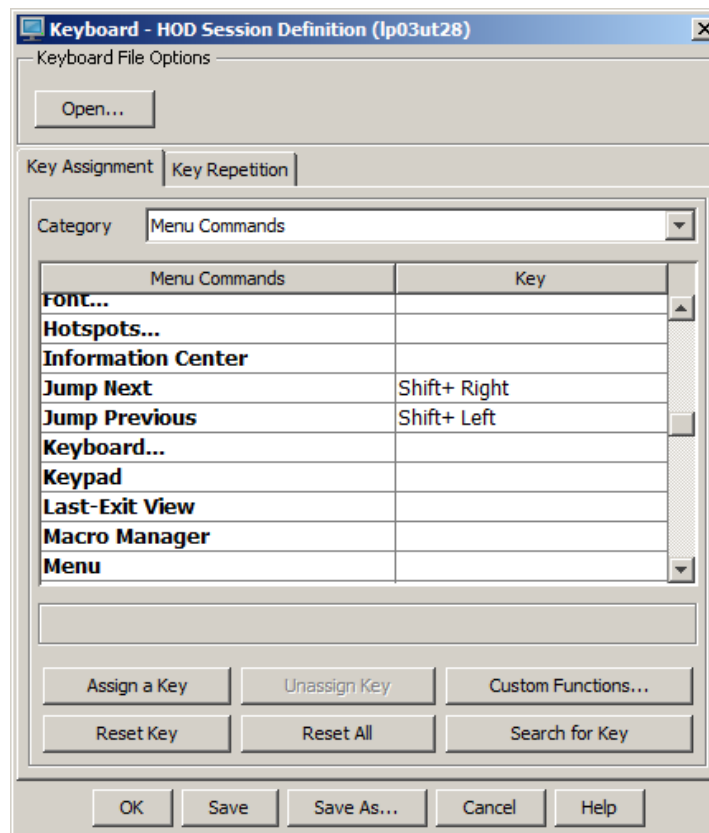 Keyboard - HOD Session Definition (lp03ut28)
Keyboard File Options
Open...
Key Assignment Key Repetition
Category Menu Commands
Menu Commands Key
Font...
Hotspots...
Information Center
Jump Next Shift+ Right
Jump Previous Shift+ Left
Keyboard...
Keypad
Last-Exit View
Macro Manager
Menu
Assign a Key Unassign Key Custom Functions...
Reset Key Reset All Search for Key
OK Save Save As... Cancel Help